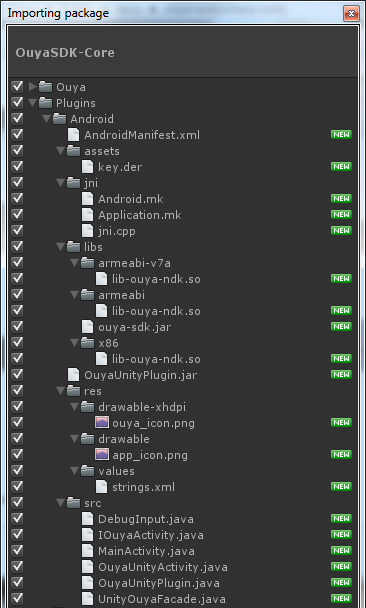 Importing package
OuyaSDK-Core
Ouya
Plugins
Android
AndroidManifest.xml NEW
assets
key.der NEW
jni
Android.mk NEW
Application.mk NEW
jni.cpp NEW
libs
armeabi-v7a
lib-ouya-ndk.so NEW
armeabi
lib-ouya-ndk.so NEW
ouya-sdk.jar NEW
x86
lib-ouya-ndk.so NEW
OuyaUnityPlugin.jar NEW
res
drawable-xhdpi
ouya_icon.png NEW
drawable
app_icon.png NEW
values
strings.xml NEW
src
DebugInput.java NEW
IOuyaActivity.java NEW
MainActivity.java NEW
OuyaUnityActivity.java NEW
OuyaUnityPlugin.java NEW
UnityOuyaFacade.java NEW